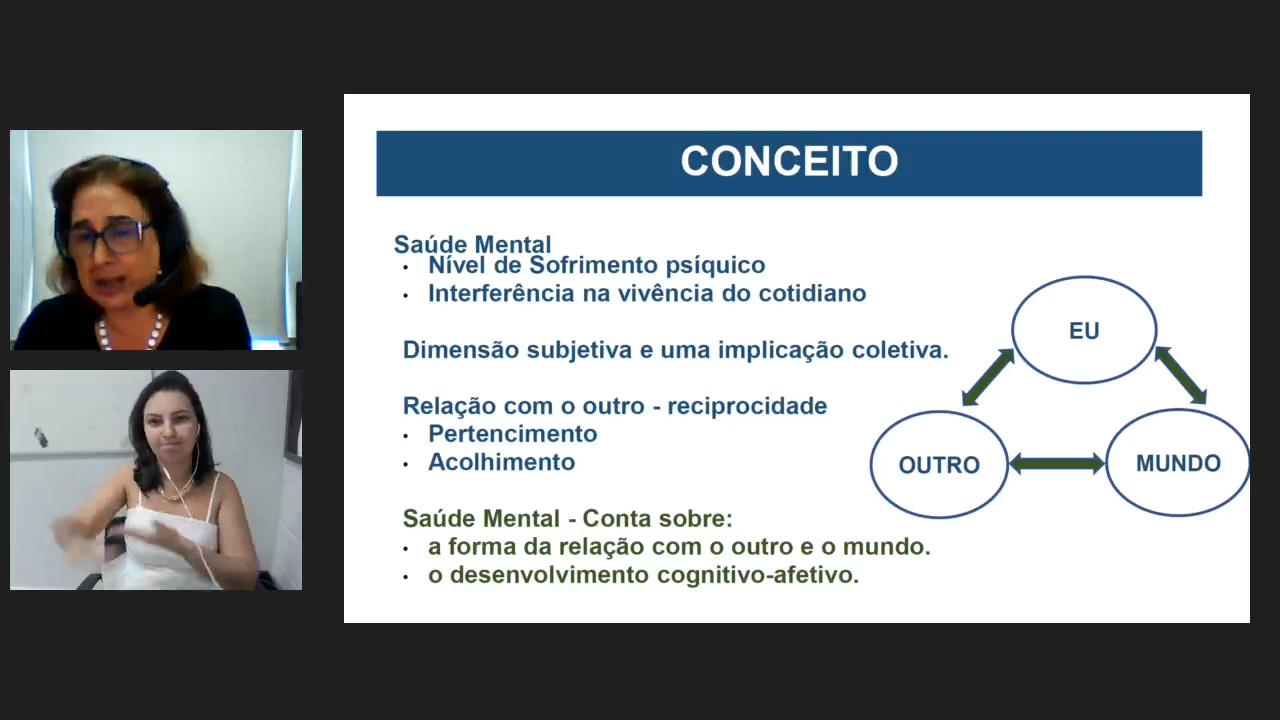 CONCEITO
Saúde Mental
• Nível de Sofrimento psíquico
• Interferência na vivência do cotidiano
Dimensão subjetiva e uma implicação coletiva.
Relação com o outro - reciprocidade
• Pertencimento
• Acolhimento
Saúde Mental - Conta sobre:
• a forma da relação com o outro e o mundo.
• o desenvolvimento cognitivo-afetivo.
EU
OUTRO
MUNDO